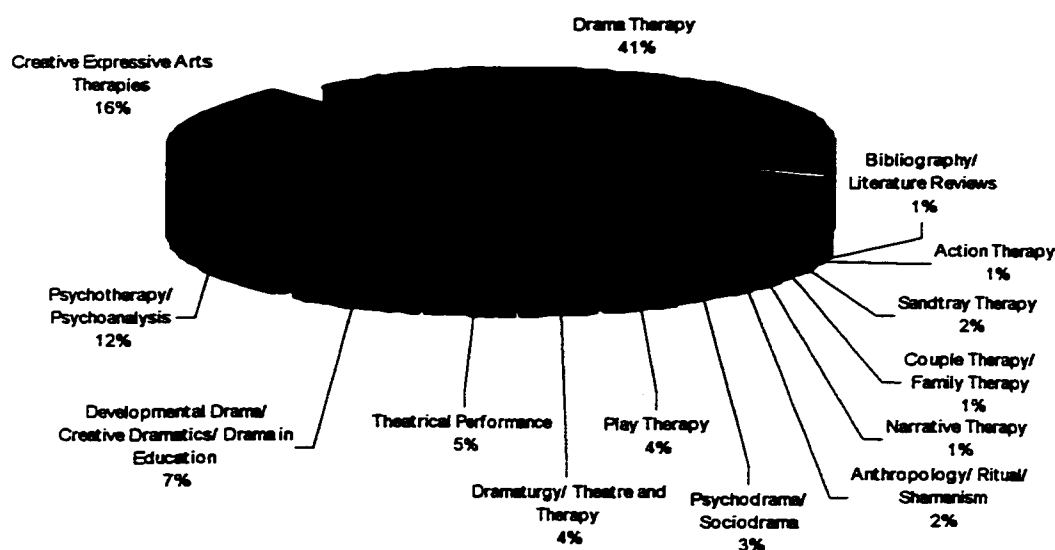 Drama Therapy
41%
Creative Expressive Arts
Therapies
16%
Bibliography/
Literature Reviews
1%
Action Therapy
1%
Sandtray Therapy
2%
Couple Therapy/
Family Therapy
1%
Narrative Therapy
1%
Anthropology/ Ritual/
Shamanism
2%
Psychodrama/
Sociodrama
3%
Play Therapy
4%
Dramaturgy/ Theatre and
Therapy
4%
Theatrical Performance
5%
Developmental Drama/
Creative Dramatics/ Drama in
Education
7%
Psychotherapy/
Psychoanalysis
12%